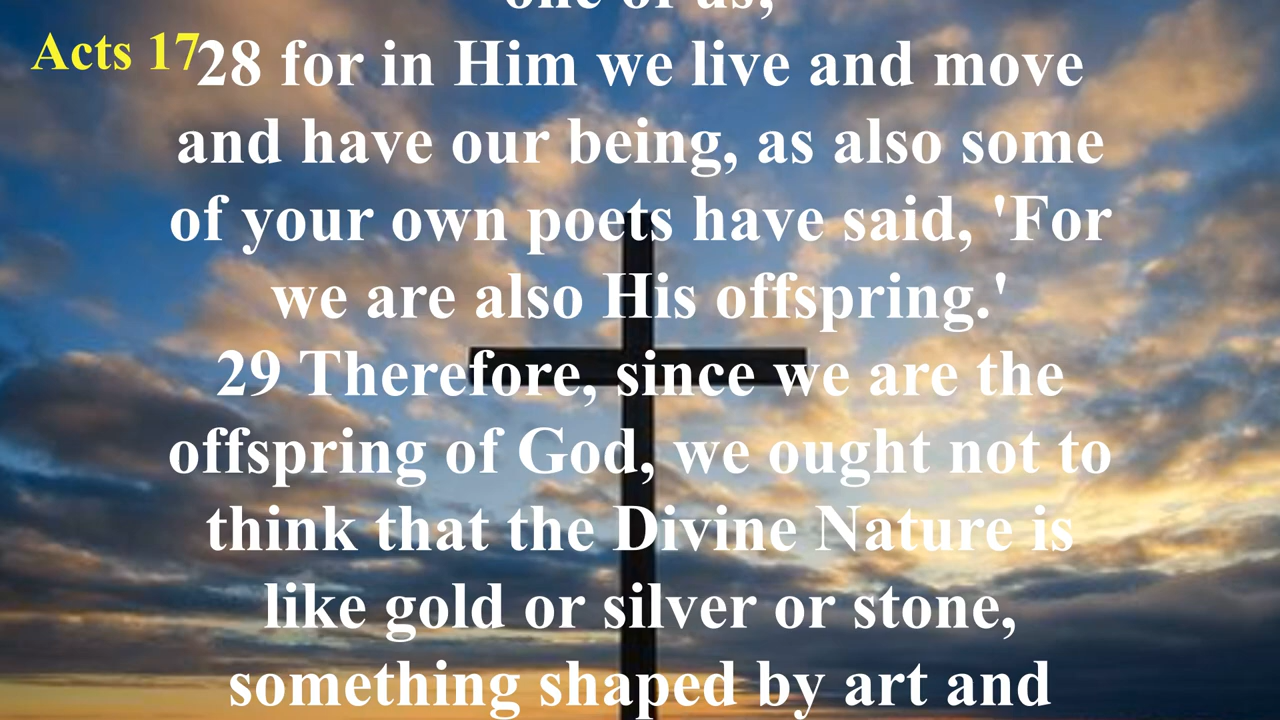 one of us;
Acts 17
28 for in Him we live and move
and have our being, as also some
of your own poets have said, 'For
we are also His offspring.'
29 Therefore, since we are the
offspring of God, we ought not to
think that the Divine Nature is
like gold or silver or stone,
something shaped by art and